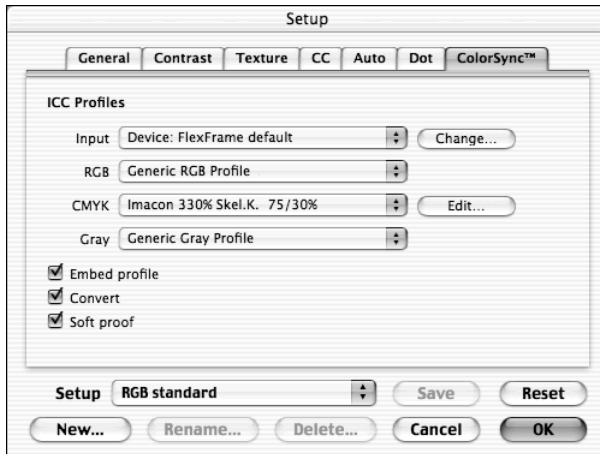 Setup
General Contrast Texture CC Auto Dot ColorSync™
ICC Profiles
Input Device: FlexFrame default Change...
RGB Generic RGB Profile
CMYK Imacon 330% Skel.K. 75/30% Edit...
Gray Generic Gray Profile
Embed profile
Convert
Soft proof
Setup RGB standard Save Reset
New... Rename... Delete... Cancel OK